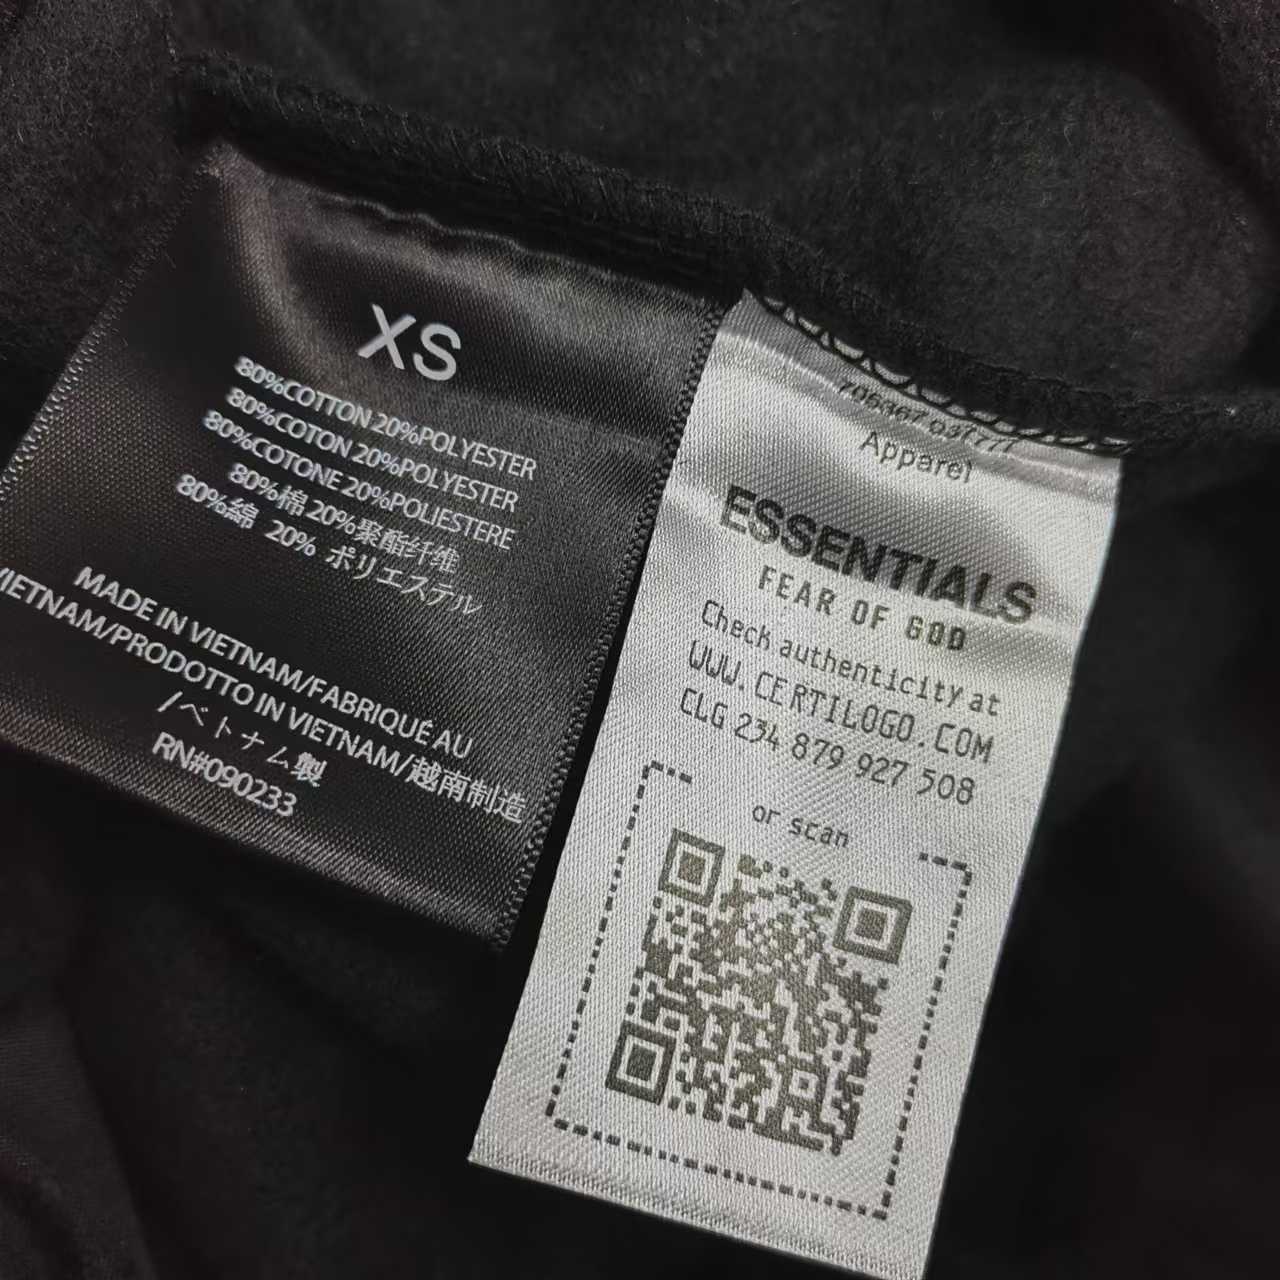 XS
80%COTTON 20%POLYESTER
80%COTON 20%POLYESTER
80%COTONE 20%POLIESTERE
80%棉 20%聚酯纤维
80%綿 20% ポリエステル
MADE IN VIETNAM/FABRIQUÉ AU
VIETNAM/PRODOTTO IN VIETNAM/越南制造
/ベトナム製
RN#090233
Apparel
ESSENTIALS
FEAR OF GOD
Check authenticity at
WWW.CERTILOGO.COM
CLG 234 879 927 508
or scan